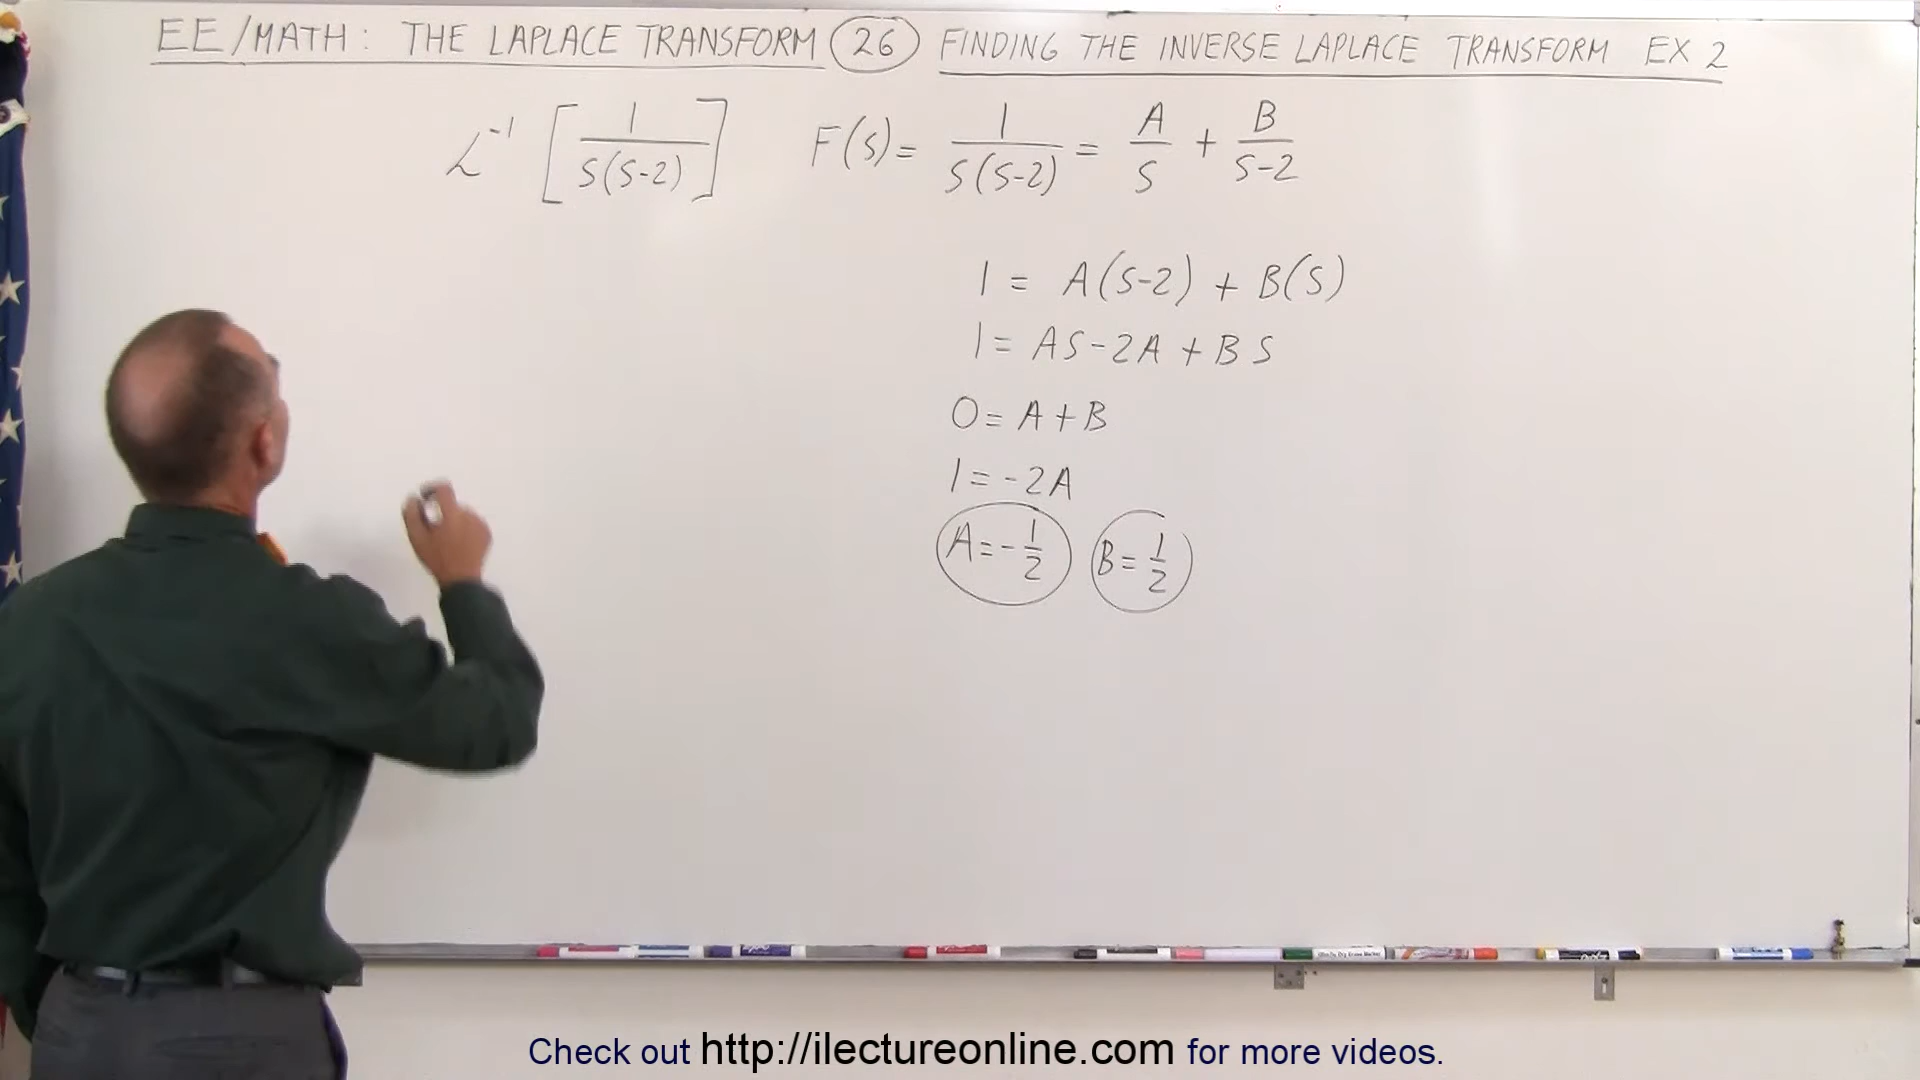 EE/MATH: THE LAPLACE TRANSFORM 26 FINDING THE INVERSE LAPLACE TRANSFORM EX 2
ℒ⁻¹ [1/(S(S-2))] F(S) = 1/(S(S-2)) = A/S + B/(S-2)
1 = A(S-2) + B(S)
1 = AS-2A + BS
0 = A + B
1 = -2A
A = -1/2 B = 1/2
Check out http://ilectureonline.com for more videos.